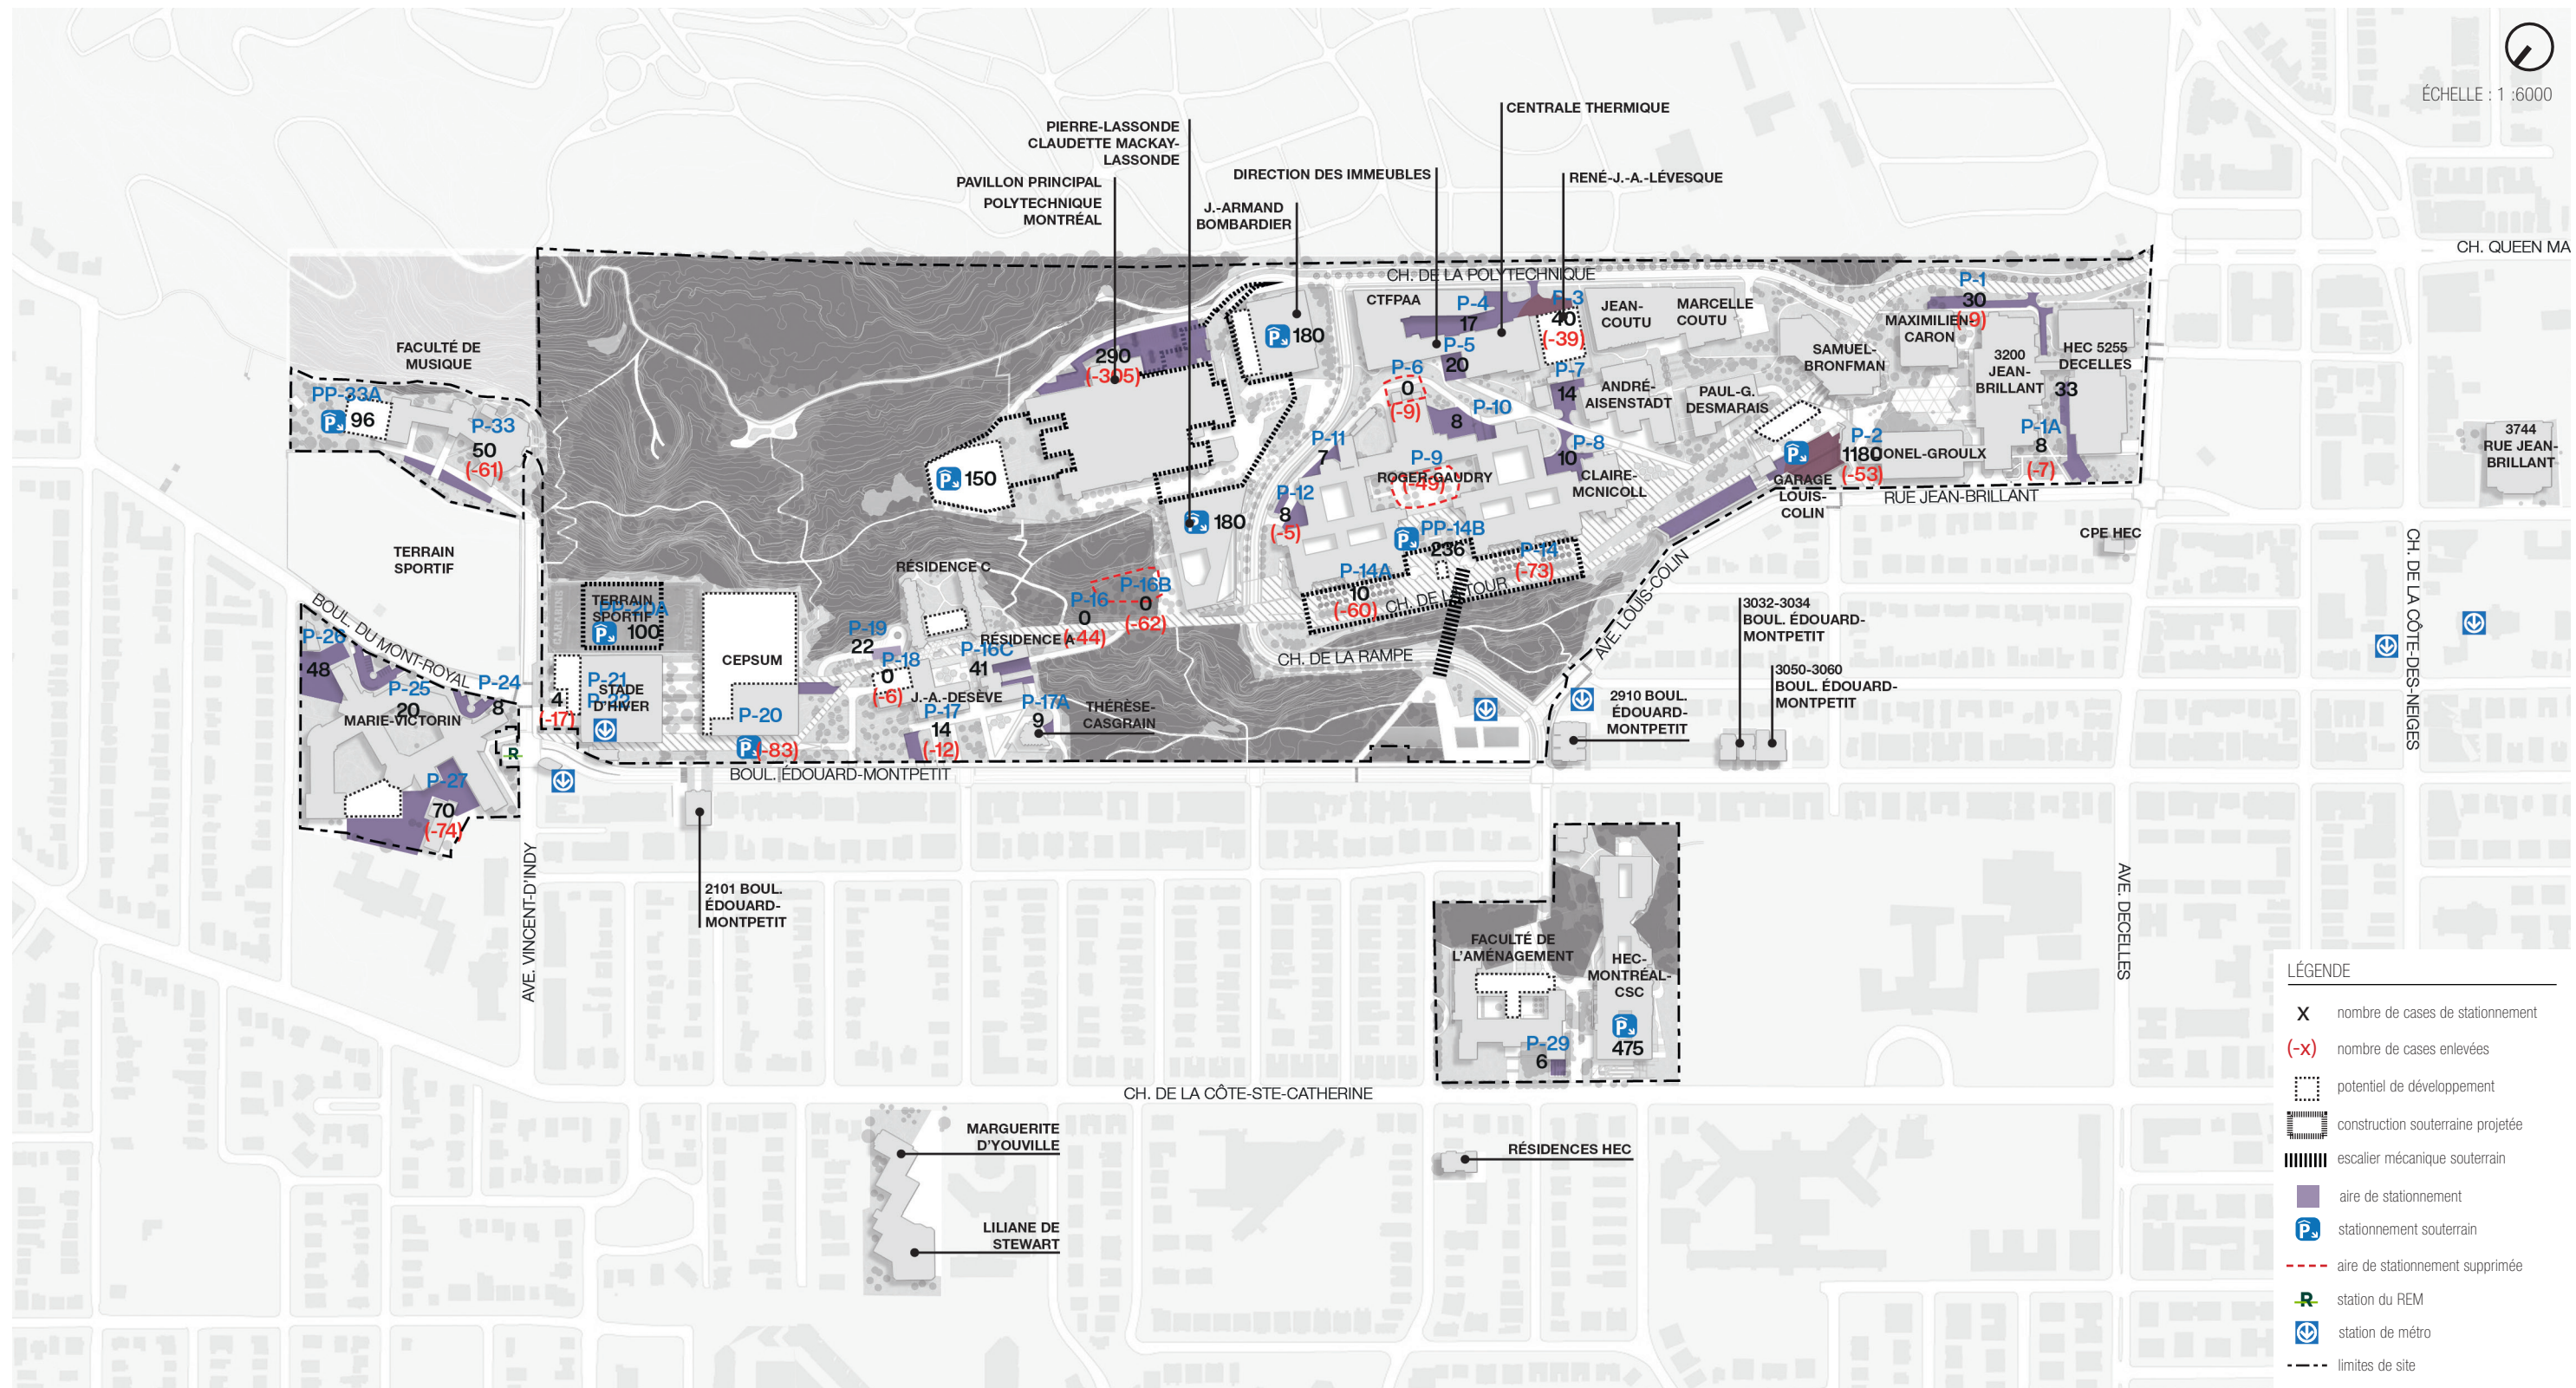 ÉCHELLE : 1 :6000
CENTRALE THERMIQUE
PIERRE-LASSONDE
CLAUDETTE MACKAY-
LASSONDE
DIRECTION DES IMMEUBLES
RENÉ-J.-A.-LÉVESQUE
PAVILLON PRINCIPAL
POLYTECHNIQUE
MONTRÉAL
J.-ARMAND
BOMBARDIER
CH. QUEEN MA
CH. DE LA POLYTECHNIQUE
CTFPAA
P-4
17
P-3
40
(-39)
JEAN-
COUTU
MARCELLE
COUTU
P-1
30
(-9)
MAXIMILIEN-
CARON
SAMUEL-
BRONFMAN
3200
JEAN-
BRILLANT
HEC 5255
DECELLES
33
P 180
290
(-305)
P-5
20
P-6
0
(-9)
P-7
14
ANDRÉ-
AISENSTADT
PAUL-G.
DESMARAIS
P-10
8
FACULTÉ DE
MUSIQUE
PP-33A
P 96
P-33
50
(-61)
P-11
7
P-8
10
P-9
ROGER-GAUDRY
(-49)
CLAIRE-
MCNICOLL
P
P-2
1180
(-53)
LIONEL-GROULX
P-1A
8
(-7)
GARAGE
LOUIS-
COLIN
RUE JEAN-BRILLANT
3744
RUE JEAN-
BRILLANT
P 150
P-12
8
(-5)
P 180
P
PP-14B
236
P-14
(-73)
P-14A
10
(-60)
CH. DE LA TOUR
CPE HEC
TERRAIN
SPORTIF
AVE. LOUIS-COLIN
CH. DE LA CÔTE-DES-NEIGES
RÉSIDENCE C
P-16B
0
(-62)
P-16
0
(-44)
BOUL. DU MONT-ROYAL
GRADINS
TERRAIN
SPORTIF
PP-20A
P 100
CEPSUM
P-19
22
P-18
0
(-6)
RÉSIDENCE A
P-16C
41
CH. DE LA RAMPE
3032-3034
BOUL. ÉDOUARD-
MONTPETIT
3050-3060
BOUL. ÉDOUARD-
MONTPETIT
2910 BOUL.
ÉDOUARD-
MONTPETIT
P-26
48
P-25
20
MARIE-VICTORIN
P-24
8
4
(-17)
P-21
P-22
STADE
D'HIVER
P-20
P (-83)
J.-A.-DESÈVE
P-17
14
(-12)
P-17A
9
THÉRÈSE-
CASGRAIN
R
BOUL. ÉDOUARD-MONTPETIT
P-27
70
(-74)
AVE. VINCENT-D'INDY
2101 BOUL.
ÉDOUARD-
MONTPETIT
AVE. DECELLES
FACULTÉ DE
L'AMÉNAGEMENT
HEC-
MONTRÉAL-
CSC
P
475
P-29
6
CH. DE LA CÔTE-STE-CATHERINE
MARGUERITE
D'YOUVILLE
RÉSIDENCES HEC
LILIANE DE
STEWART
LÉGENDE
x nombre de cases de stationnement
(-x) nombre de cases enlevées
potentiel de développement
construction souterraine projetée
escalier mécanique souterrain
aire de stationnement
P stationnement souterrain
aire de stationnement supprimée
R station du REM
station de métro
limites de site